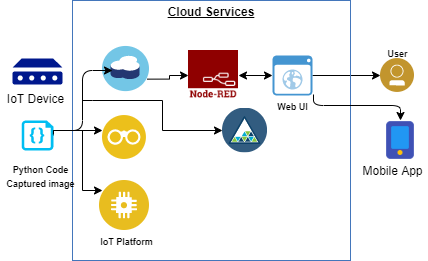 Cloud Services
User
IoT Device
Node-RED
Web UI
Python Code
Captured image
Mobile App
IoT Platform